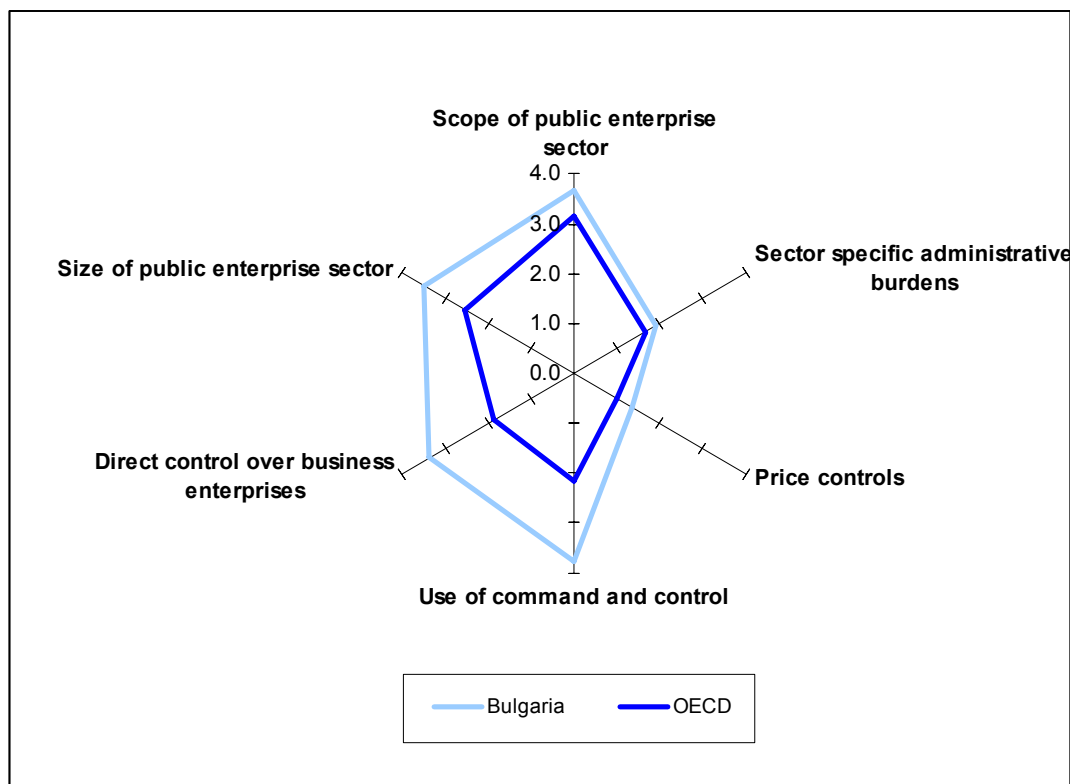 Scope of public enterprise
sector
4.0
3.0
2.0
1.0
0.0
Sector specific administrative
burdens
Size of public enterprise sector
Direct control over business
enterprises
Price controls
Use of command and control
Bulgaria
OECD